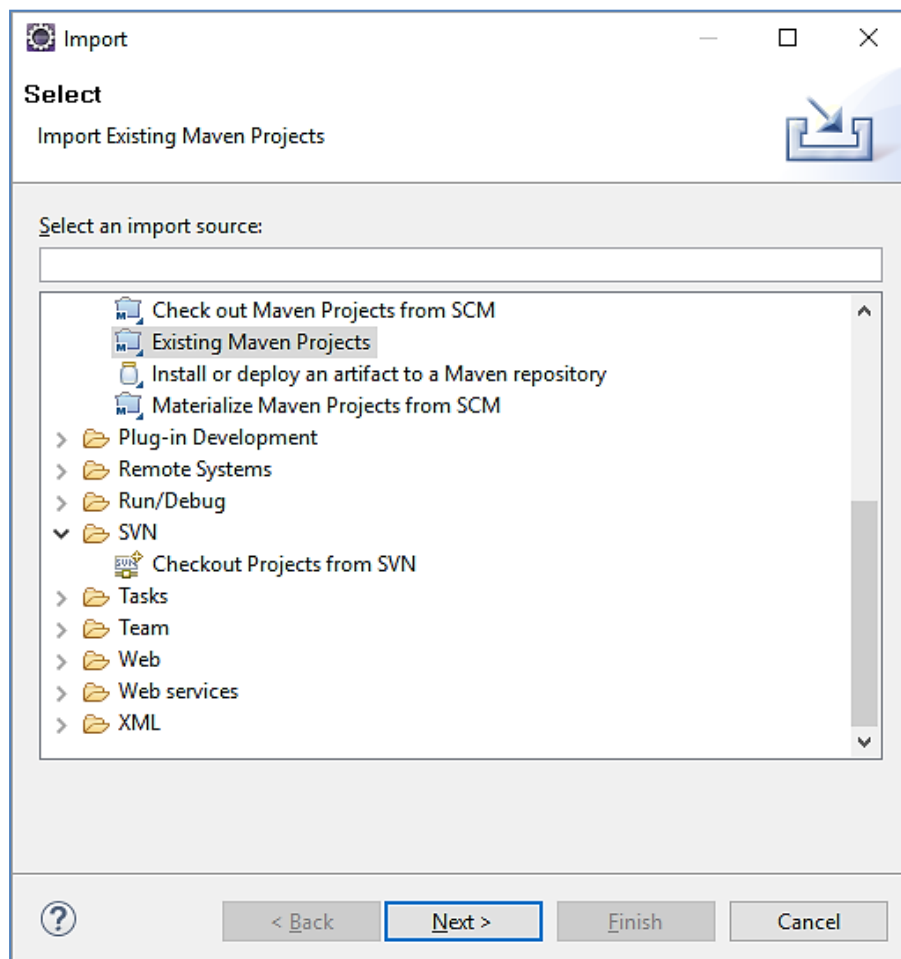 Import
Select
Import Existing Maven Projects
Select an import source:
Check out Maven Projects from SCM
Existing Maven Projects
Install or deploy an artifact to a Maven repository
Materialize Maven Projects from SCM
Plug-in Development
Remote Systems
Run/Debug
SVN
Checkout Projects from SVN
Tasks
Team
Web
Web services
XML
? < Back Next > Finish Cancel